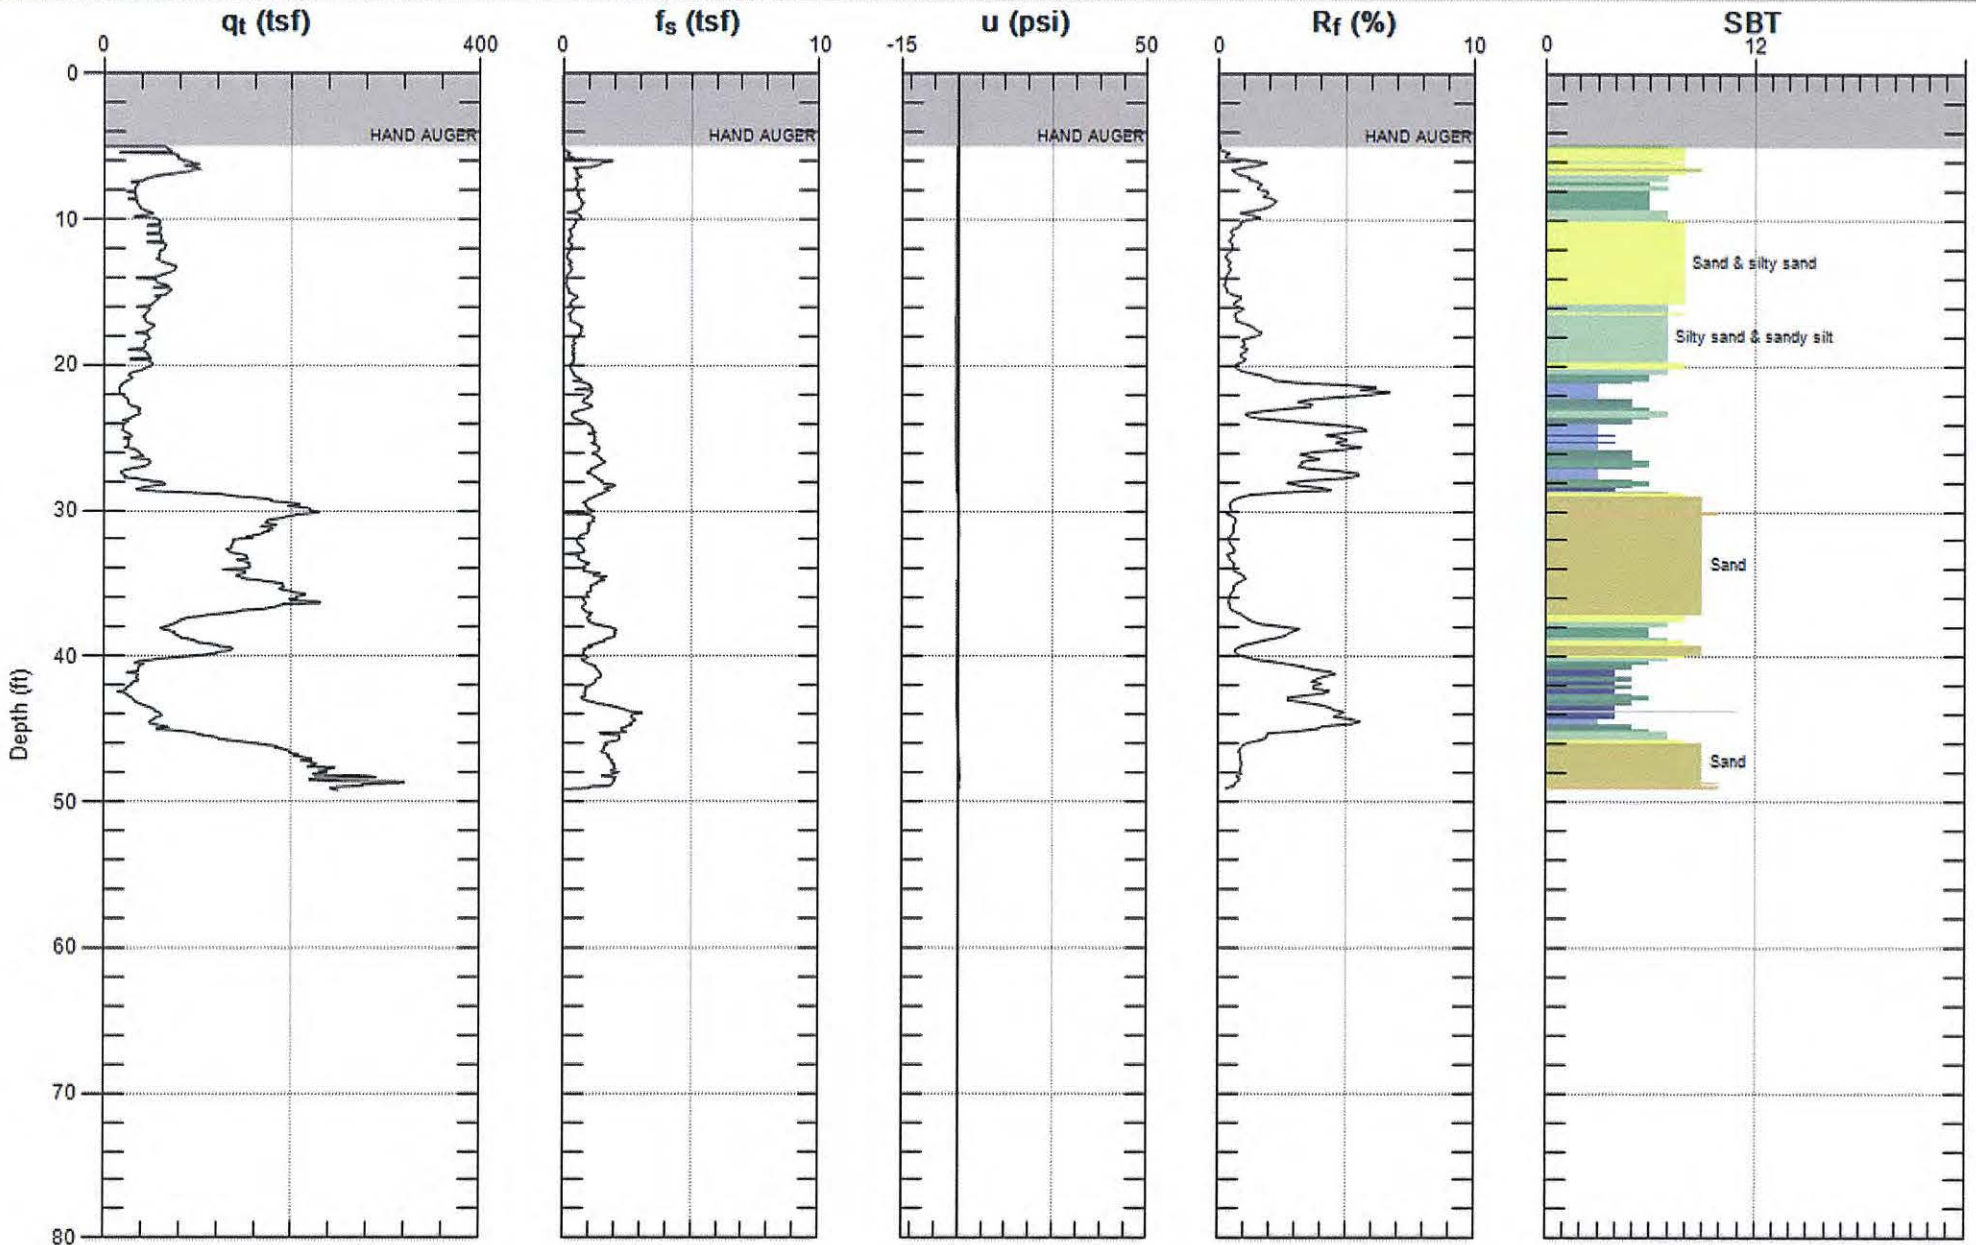 qt (tsf) fs (tsf) u (psi) Rf (%) SBT
0 400 0 10 -15 50 0 10 0 12
0
HAND AUGER HAND AUGER HAND AUGER HAND AUGER
10
Sand & silty sand
Silty sand & sandy silt
20
30
Sand
40
Depth (ft)
Sand
50
60
70
80